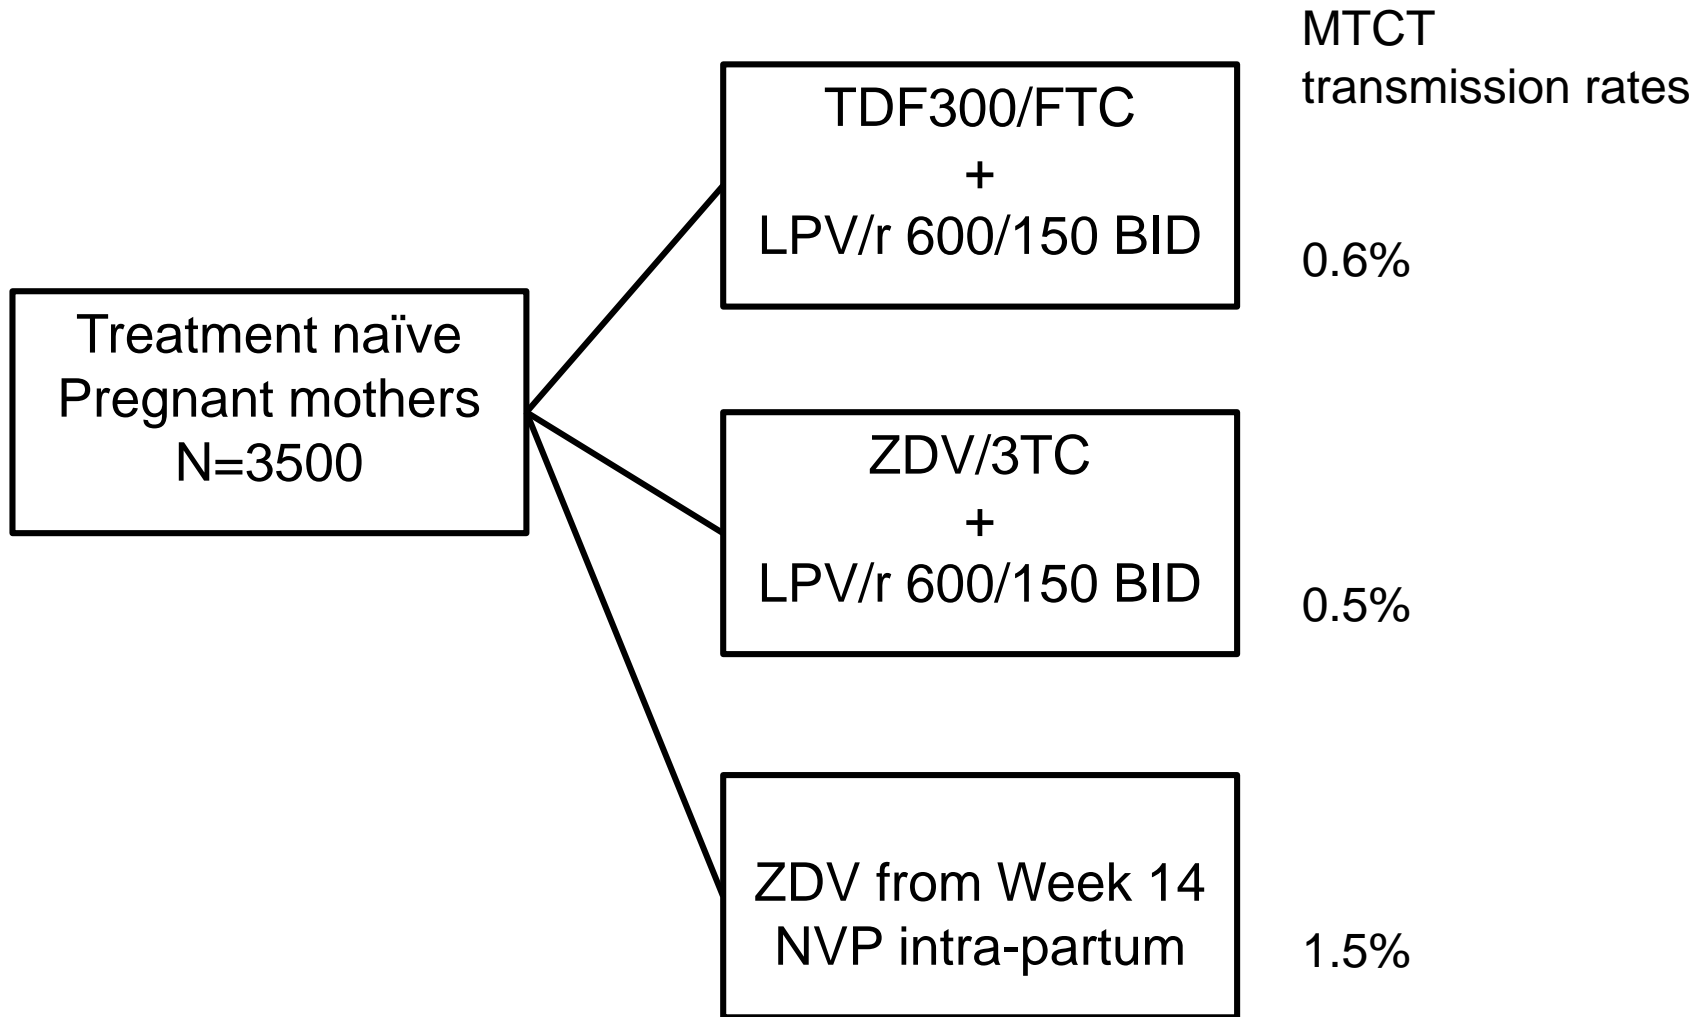 MTCT
transmission rates
TDF300/FTC
+
LPV/r 600/150 BID
0.6%
Treatment naïve
Pregnant mothers
N=3500
ZDV/3TC
+
LPV/r 600/150 BID
0.5%
ZDV from Week 14
NVP intra-partum
1.5%